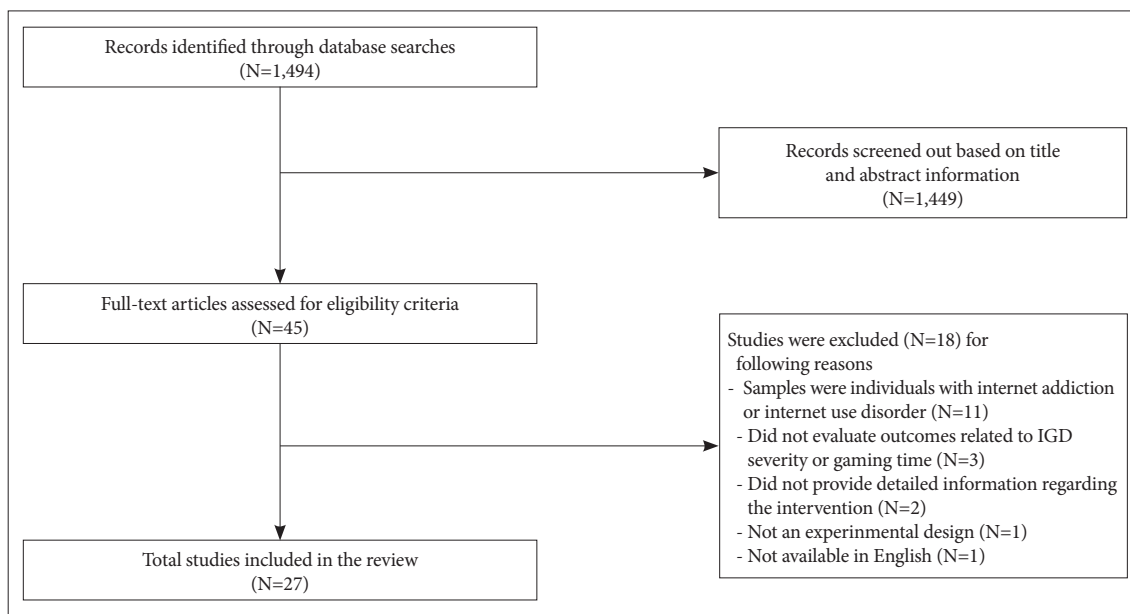 Records identified through database searches
(N=1,494)
Records screened out based on title
and abstract information
(N=1,449)
Full-text articles assessed for eligibility criteria
(N=45)
Studies were excluded (N=18) for
following reasons
- Samples were individuals with internet addiction
or internet use disorder (N=11)
- Did not evaluate outcomes related to IGD
severity or gaming time (N=3)
- Did not provide detailed information regarding
the intervention (N=2)
- Not an experimental design (N=1)
- Not available in English (N=1)
Total studies included in the review
(N=27)